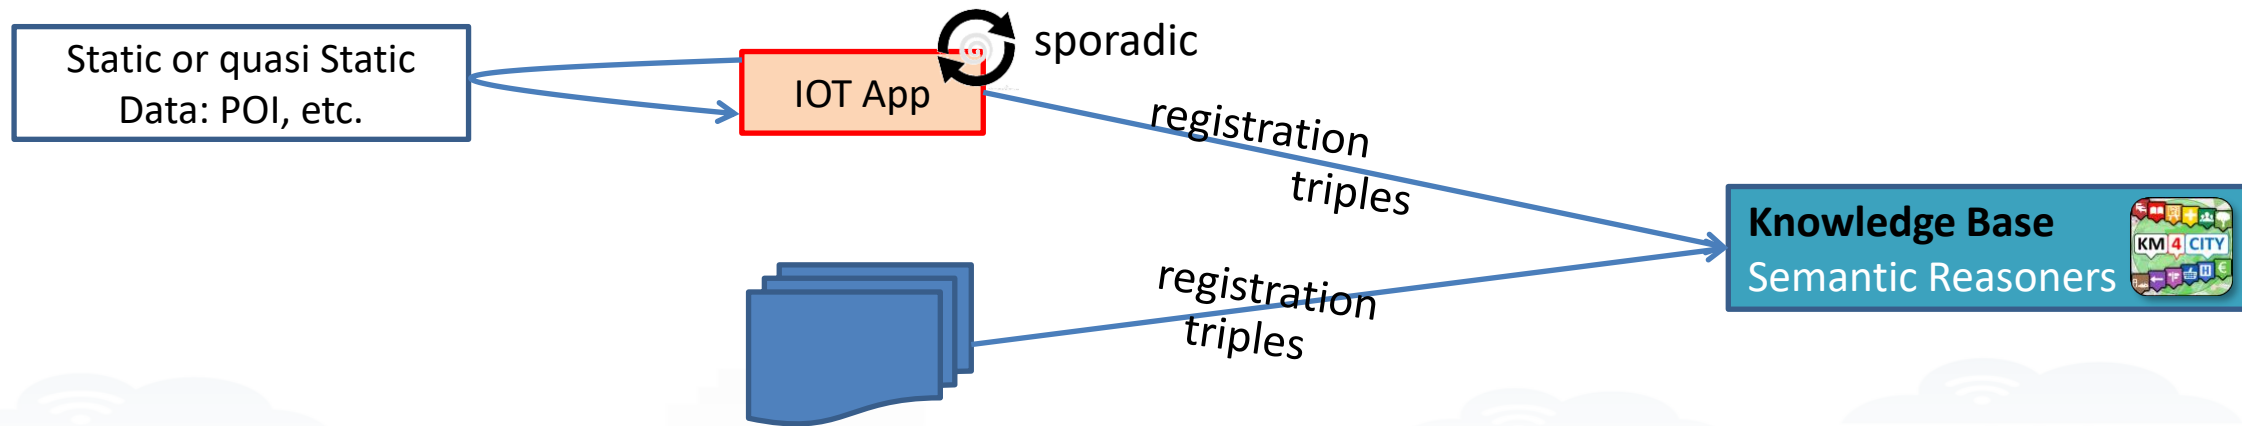 Static or quasi Static
Data: POI, etc.
IOT App
sporadic
registration
triples
registration
triples
Knowledge Base
Semantic Reasoners
KM 4 CITY